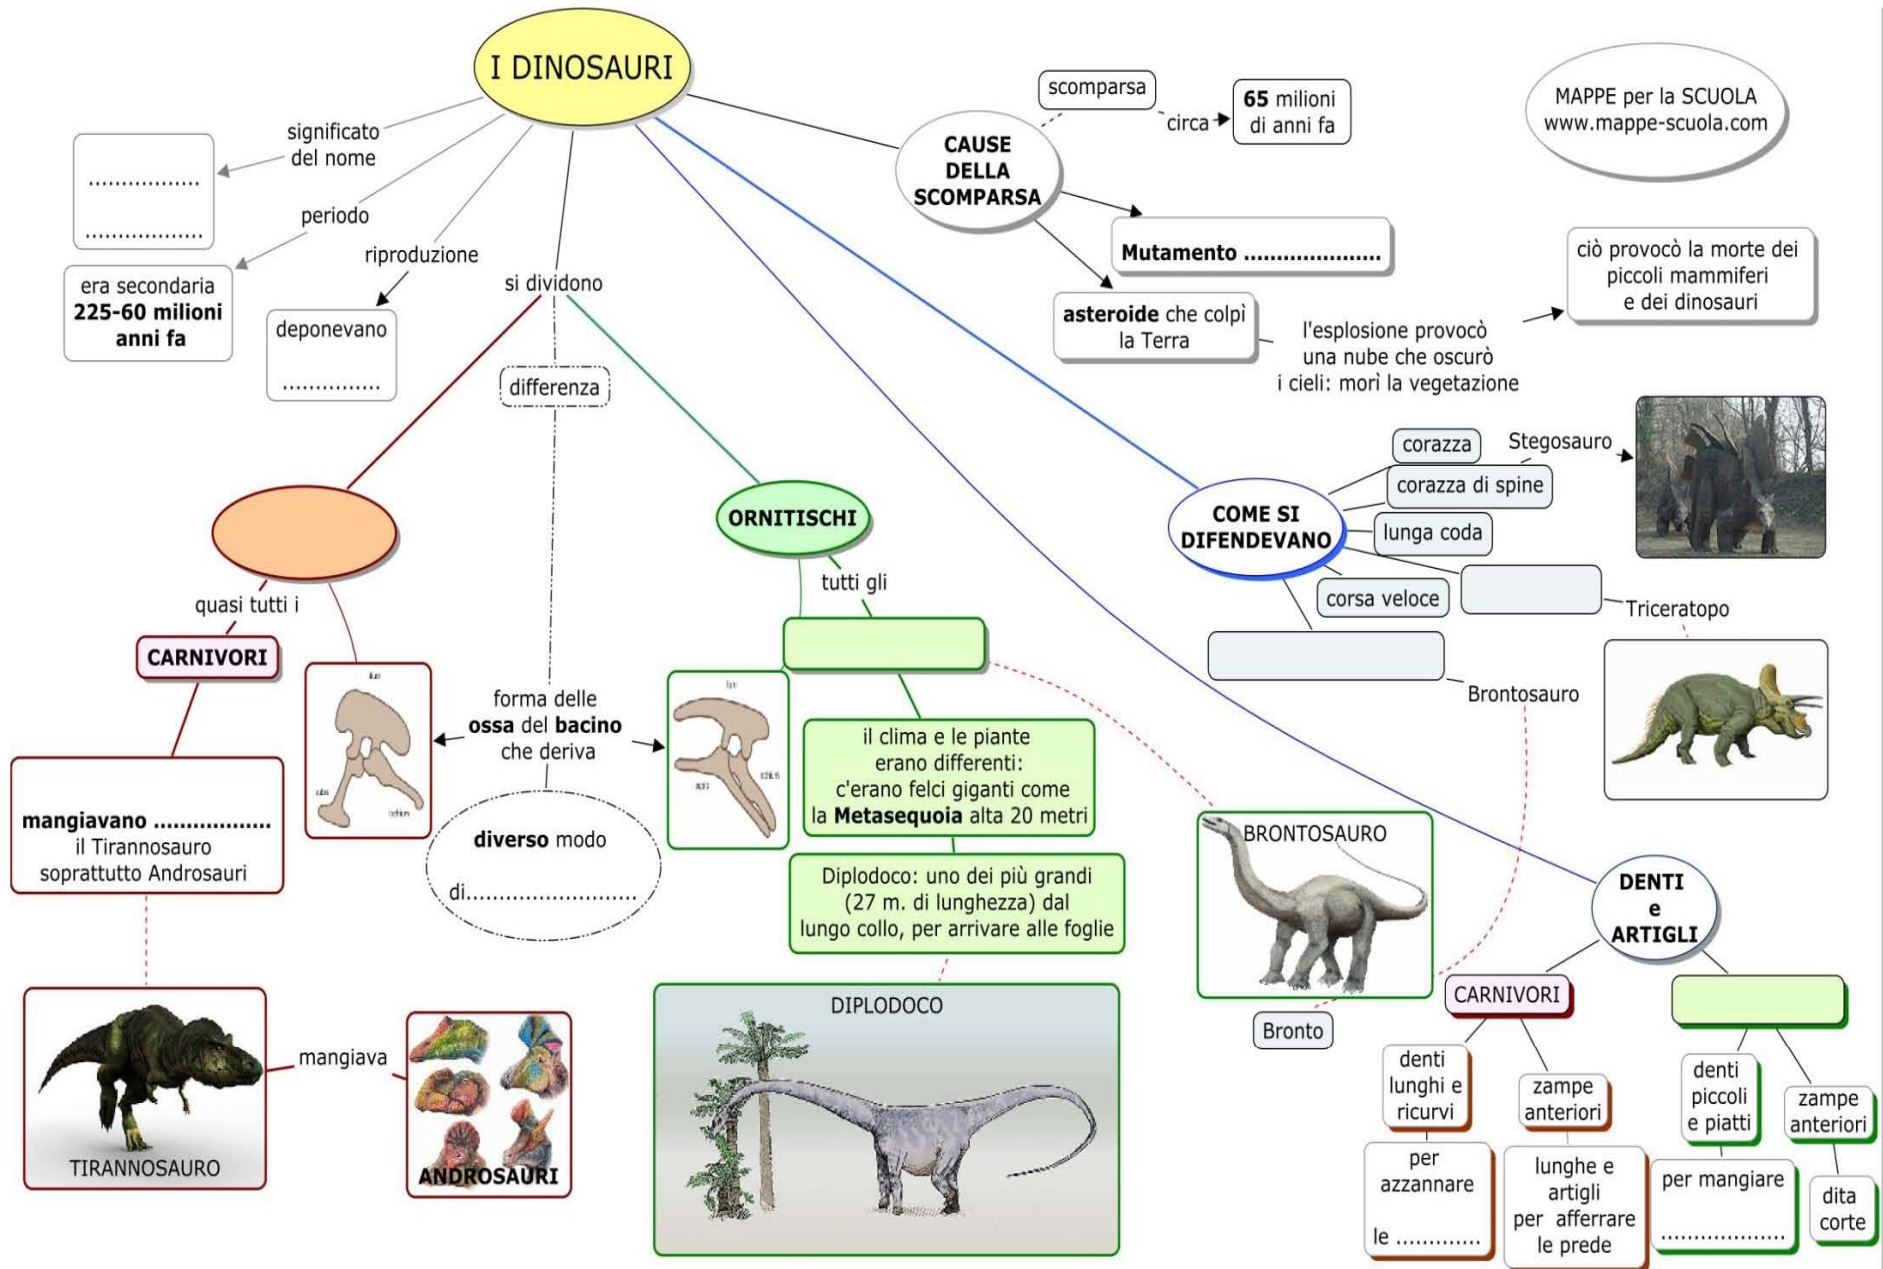 I DINOSAURI
significato
del nome
.................
..................
periodo
era secondaria
225-60 milioni
anni fa
riproduzione
deponevano
...............
si dividono
differenza
forma delle
ossa del bacino
che deriva
diverso modo
di..........................
quasi tutti i
CARNIVORI
mangiavano ..................
il Tirannosauro
soprattutto Androsauri
TIRANNOSAURO
mangiava
ANDROSAURI
ORNITISCHI
tutti gli
il clima e le piante
erano differenti:
c'erano felci giganti come
la Metasequoia alta 20 metri
Diplodoco: uno dei più grandi
(27 m. di lunghezza) dal
lungo collo, per arrivare alle foglie
DIPLODOCO
BRONTOSAURO
Bronto
CAUSE
DELLA
SCOMPARSA
scomparsa
circa
65 milioni
di anni fa
Mutamento .....................
asteroide che colpì
la Terra
l'esplosione provocò
una nube che oscurò
i cieli: morì la vegetazione
ciò provocò la morte dei
piccoli mammiferi
e dei dinosauri
MAPPE per la SCUOLA
www.mappe-scuola.com
COME SI
DIFENDEVANO
corazza
corazza di spine
Stegosauro
lunga coda
corsa veloce
Triceratopo
Brontosauro
DENTI
e
ARTIGLI
CARNIVORI
denti
lunghi e
ricurvi
per
azzannare
le .............
zampe
anteriori
lunghe e
artigli
per afferrare
le prede
denti
piccoli
e piatti
per mangiare
...................
zampe
anteriori
dita
corte